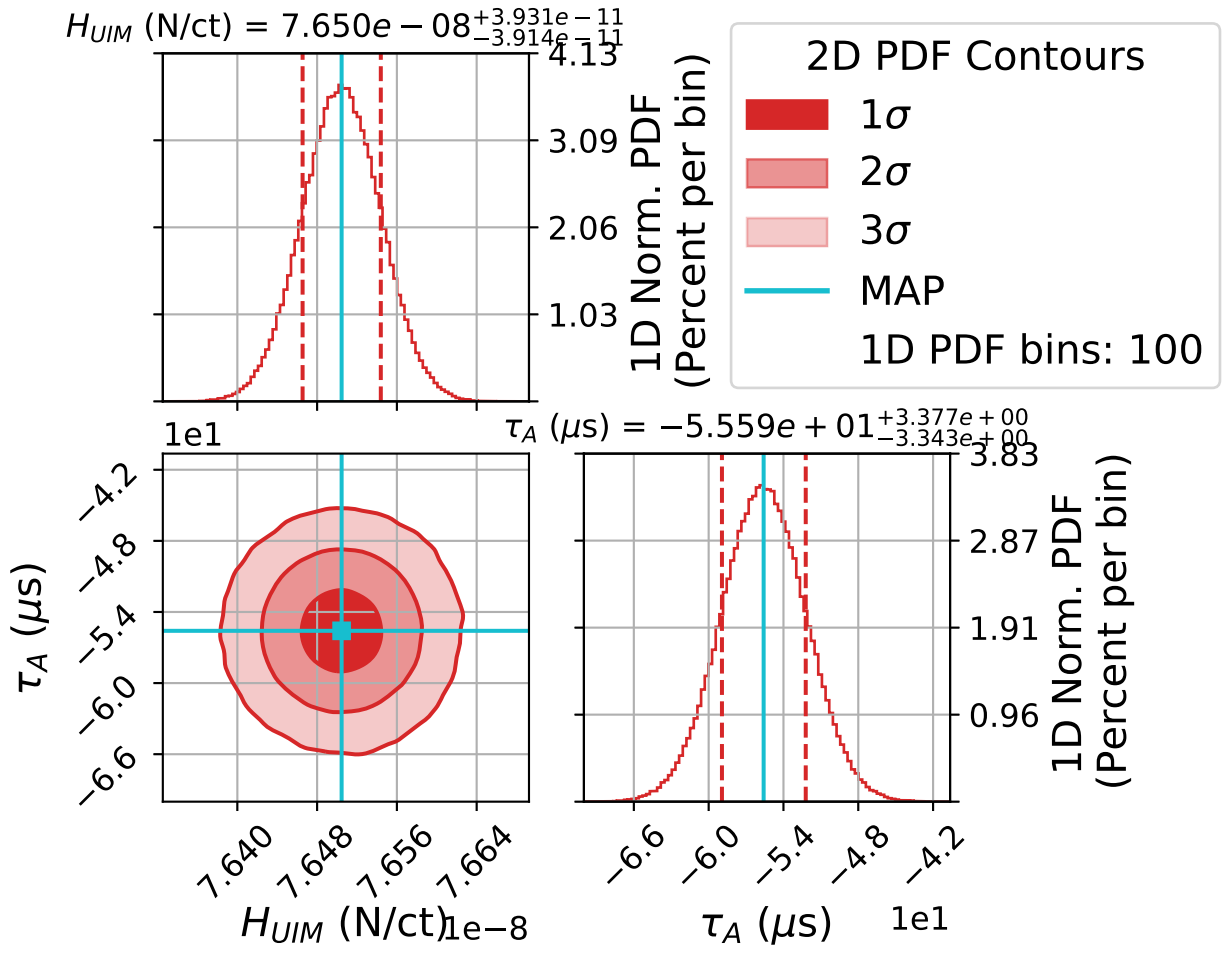 H_UIM (N/ct) = 7.650e − 08 +3.931e − 11 −3.914e − 11
4.13
3.09
2.06
1.03
1D Norm. PDF
(Percent per bin)
2D PDF Contours
1σ
2σ
3σ
MAP
1D PDF bins: 100
1e1
τ_A (μs) = −5.559e + 01 +3.377e + 00 −3.343e + 00
−4.2
−4.8
−5.4
−6.0
−6.6
τ_A (μs)
7.640 7.648 7.656 7.664
H_UIM (N/ct)
1e−8
3.83
2.87
1.91
0.96
1D Norm. PDF
(Percent per bin)
−6.6 −6.0 −5.4 −4.8 −4.2
τ_A (μs)
1e1